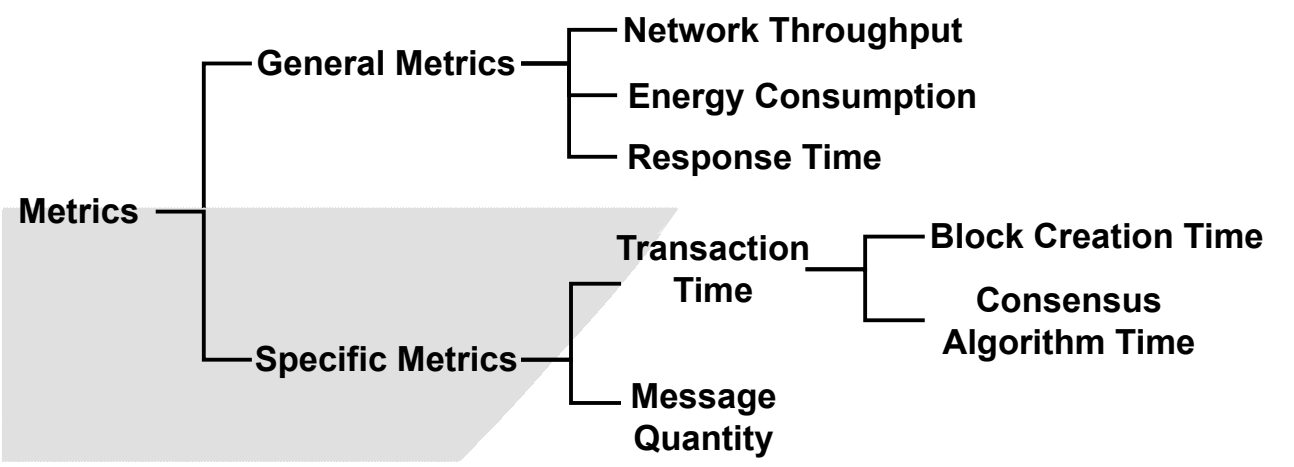 Network Throughput
General Metrics
Energy Consumption
Response Time
Metrics
Transaction
Time
Block Creation Time
Consensus
Algorithm Time
Specific Metrics
Message
Quantity